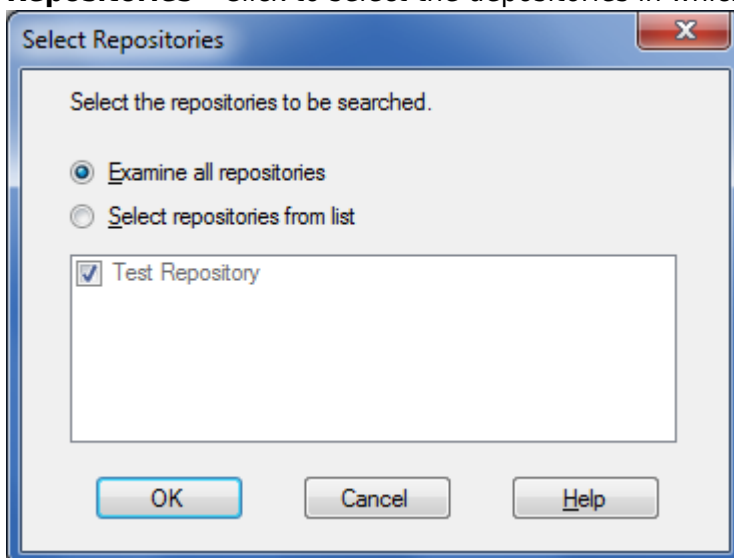 Select Repositories
Select the repositories to be searched.
Examine all repositories
Select repositories from list
Test Repository
OK Cancel Help